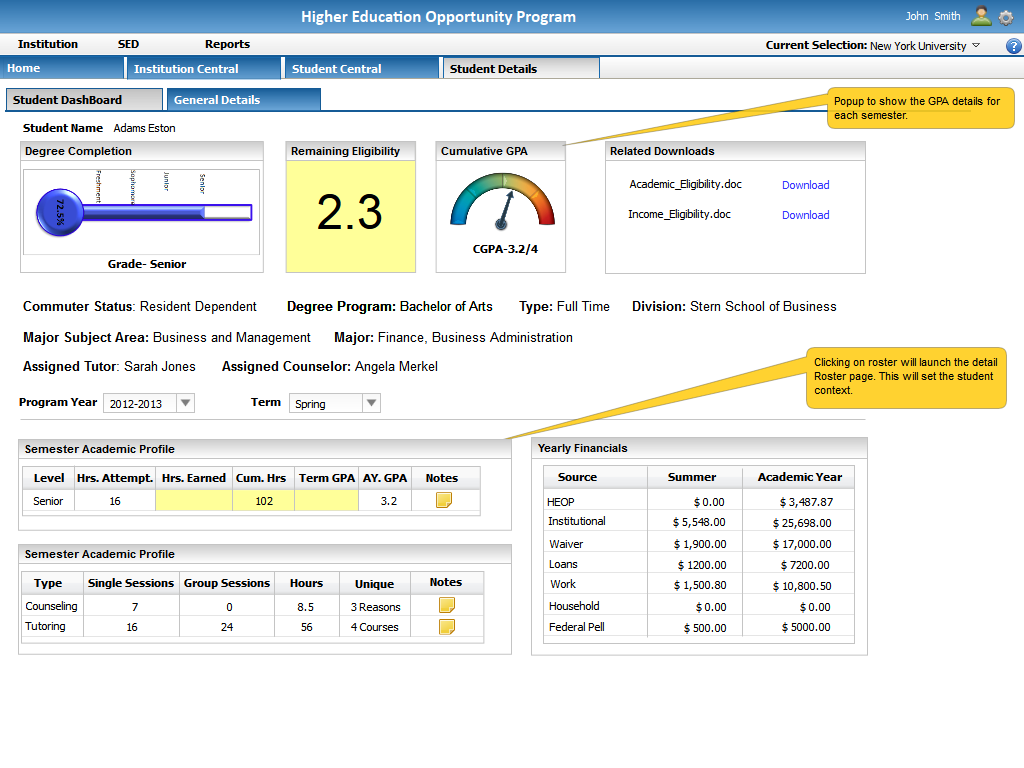 Higher Education Opportunity Program
John Smith
Institution SED Reports
Current Selection: New York University
?
Home Institution Central Student Central Student Details
Student DashBoard General Details
Popup to show the GPA details for
each semester.
Student Name Adams Eston
Degree Completion
Freshment Sophomore Junior Senior
72.5%
Grade- Senior
Remaining Eligibility
2.3
Cumulative GPA
CGPA-3.2/4
Related Downloads
Academic_Eligibility.doc Download
Income_Eligibility.doc Download
Commuter Status: Resident Dependent Degree Program: Bachelor of Arts Type: Full Time Division: Stern School of Business
Major Subject Area: Business and Management Major: Finance, Business Administration
Assigned Tutor: Sarah Jones Assigned Counselor: Angela Merkel
Clicking on roster will launch the detail
Roster page. This will set the student
context.
Program Year 2012-2013 Term Spring
Semester Academic Profile
Level Hrs. Attempt. Hrs. Earned Cum. Hrs Term GPA AY. GPA Notes
Senior 16 102 3.2
Semester Academic Profile
Type Single Sessions Group Sessions Hours Unique Notes
Counseling 7 0 8.5 3 Reasons
Tutoring 16 24 56 4 Courses
Yearly Financials
Source Summer Academic Year
HEOP $ 0.00 $ 3,487.87
Institutional $ 5,548.00 $ 25,698.00
Waiver $ 1,900.00 $ 17,000.00
Loans $ 1200.00 $ 7200.00
Work $ 1,500.80 $ 10,800.50
Household $ 0.00 $ 0.00
Federal Pell $ 500.00 $ 5000.00